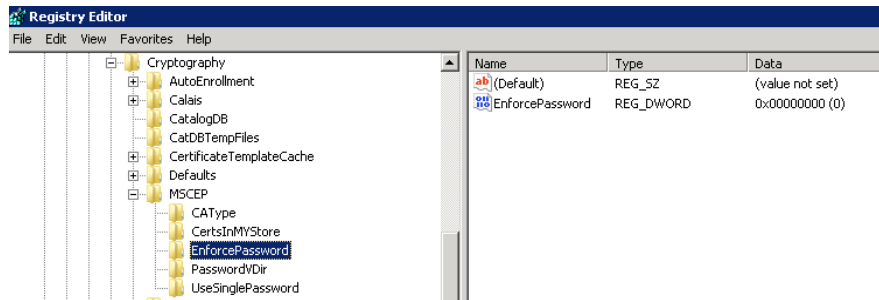 Registry Editor
File Edit View Favorites Help
Cryptography
AutoEnrollment
Calais
CatalogDB
CatDBTempFiles
CertificateTemplateCache
Defaults
MSCEP
CAType
CertsInMYStore
EnforcePassword
PasswordVDir
UseSinglePassword
Name Type Data
(Default) REG_SZ (value not set)
EnforcePassword REG_DWORD 0x00000000 (0)